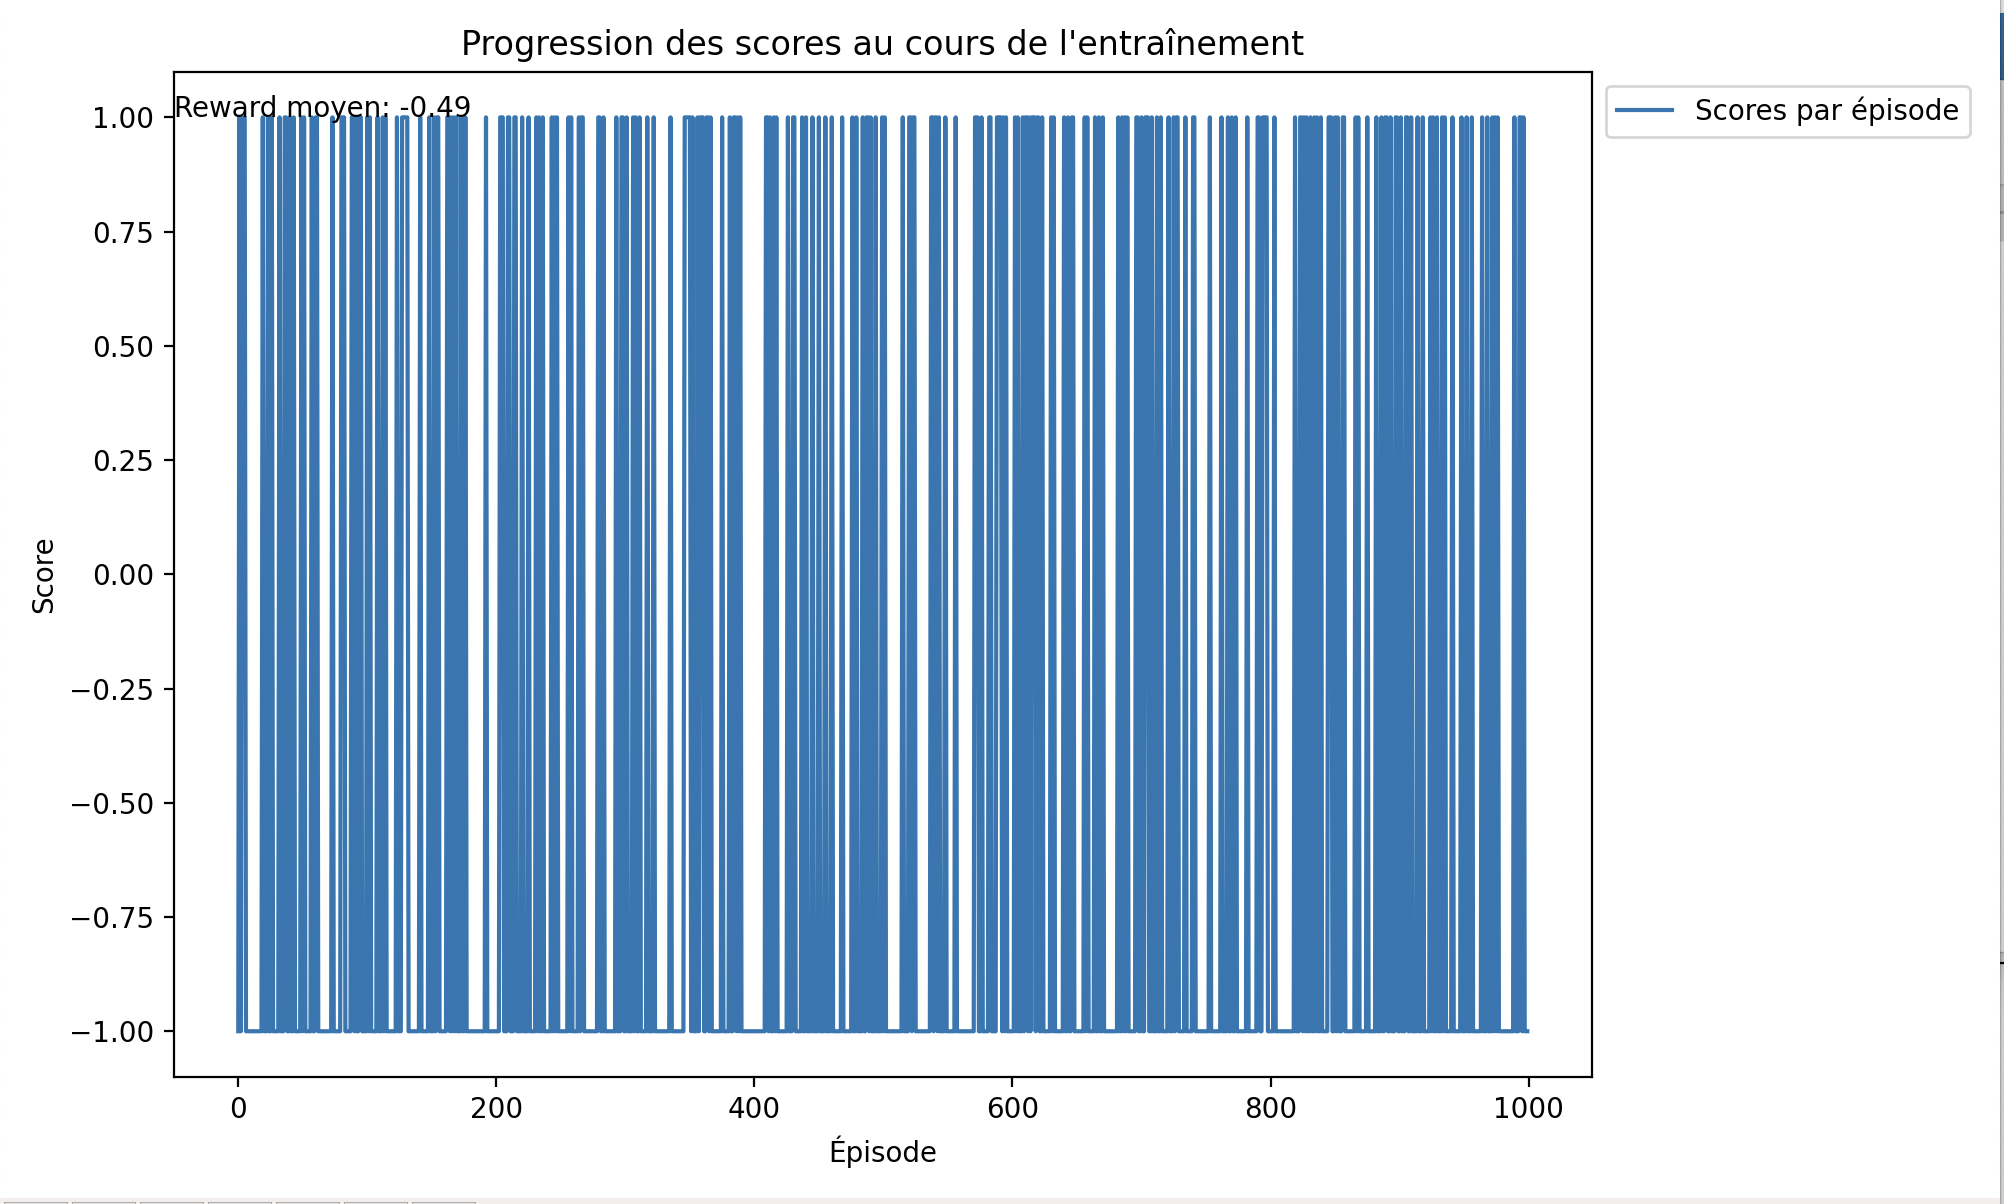 Progression des scores au cours de l'entraînement
Reward moyen: -0.49
Scores par épisode
1.00
0.75
0.50
0.25
0.00
−0.25
−0.50
−0.75
−1.00
Score
0 200 400 600 800 1000
Épisode